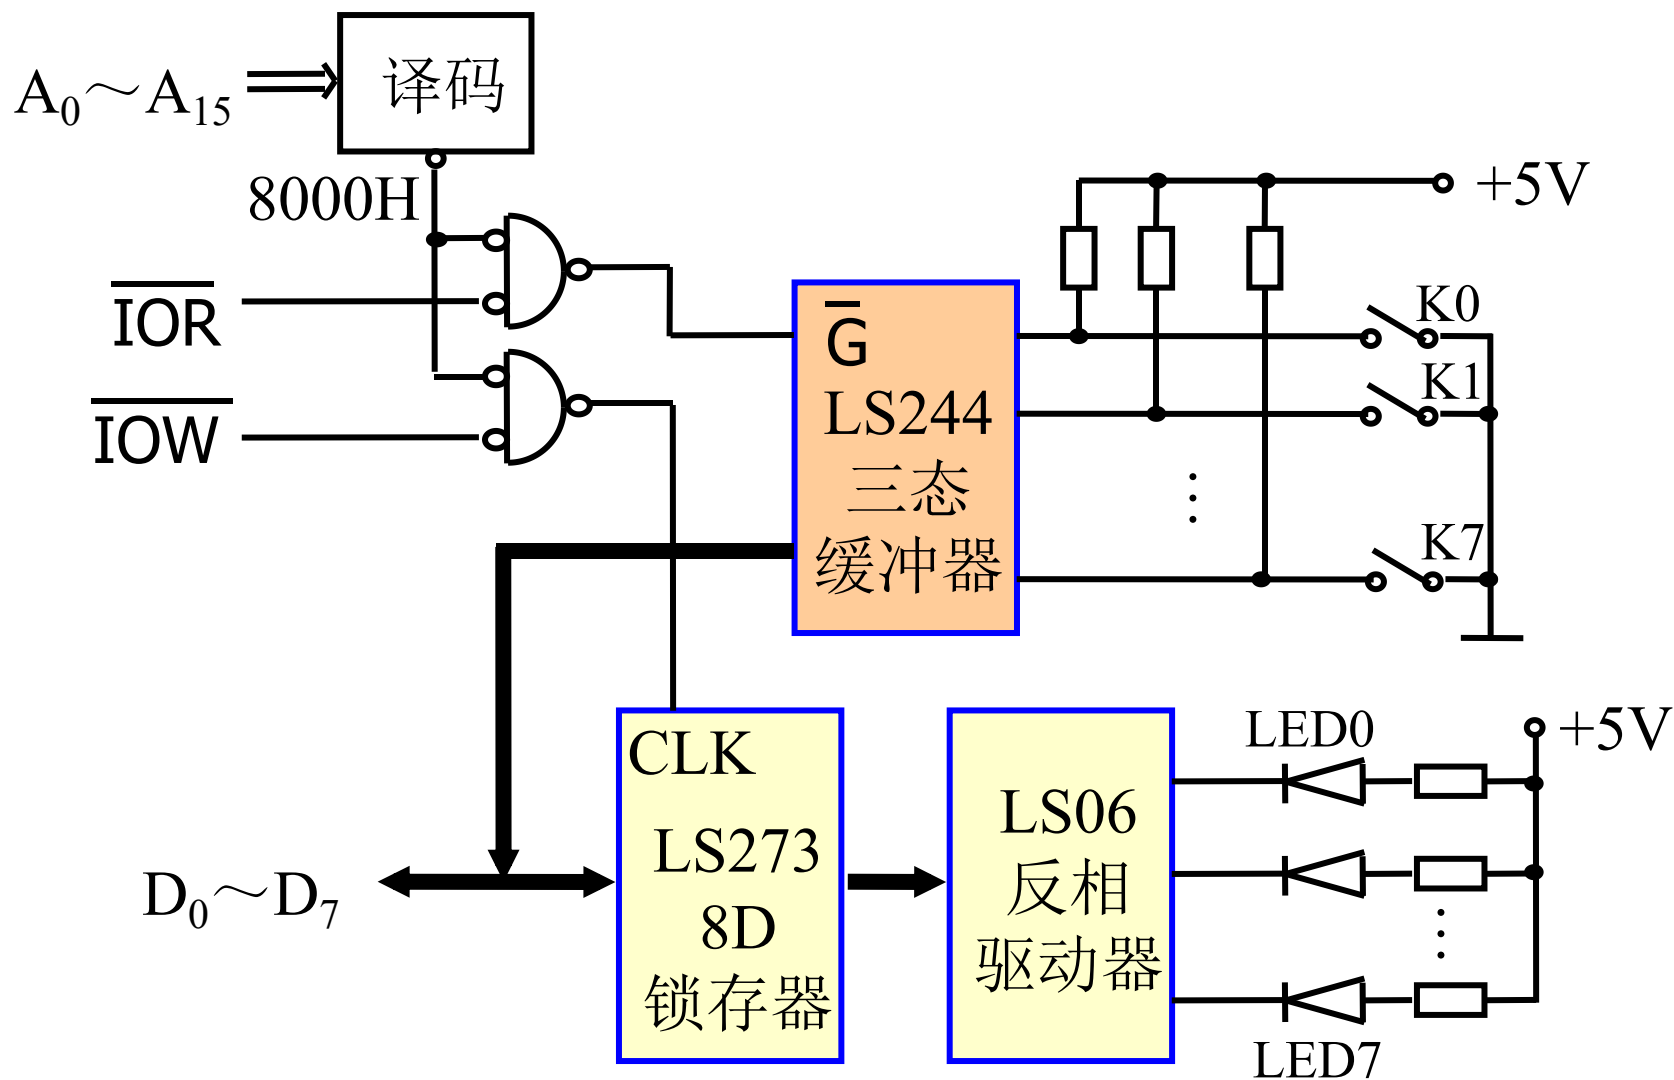 译码
A0～A15
8000H
+5V
IOR
K0
G
K1
IOW
LS244
三态
K7
缓冲器
CLK
LED0
+5V
LS273
LS06
D0～D7
反相
8D
驱动器
锁存器
LED7